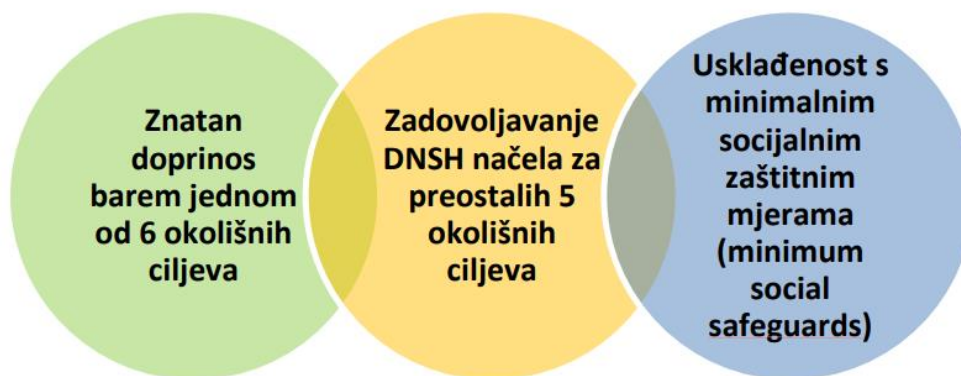 Znatan
doprinos
barem jednom
od 6 okolišnih
ciljeva
Zadovoljavanje
DNSH načela za
preostalih 5
okolišnih
ciljeva
Usklađenost s
minimalnim
socijalnim
zaštitnim
mjerama
(minimum
social
safeguards)